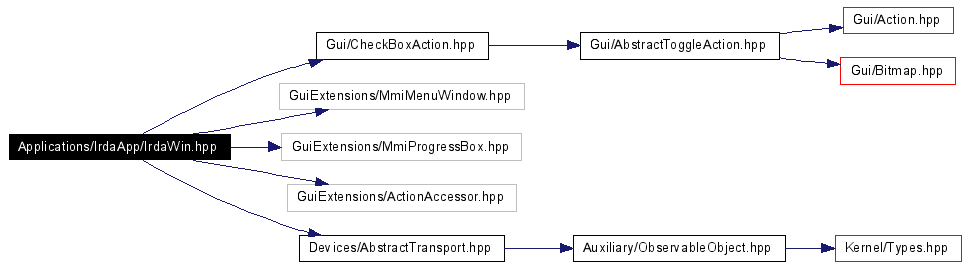 Gui/Action.hpp
Gui/CheckBoxAction.hpp
Gui/AbstractToggleAction.hpp
Gui/Bitmap.hpp
GuiExtensions/MmiMenuWindow.hpp
Applications/IrdaApp/IrdaWin.hpp
GuiExtensions/MmiProgressBox.hpp
GuiExtensions/ActionAccessor.hpp
Devices/AbstractTransport.hpp
Auxiliary/ObservableObject.hpp
Kernel/Types.hpp